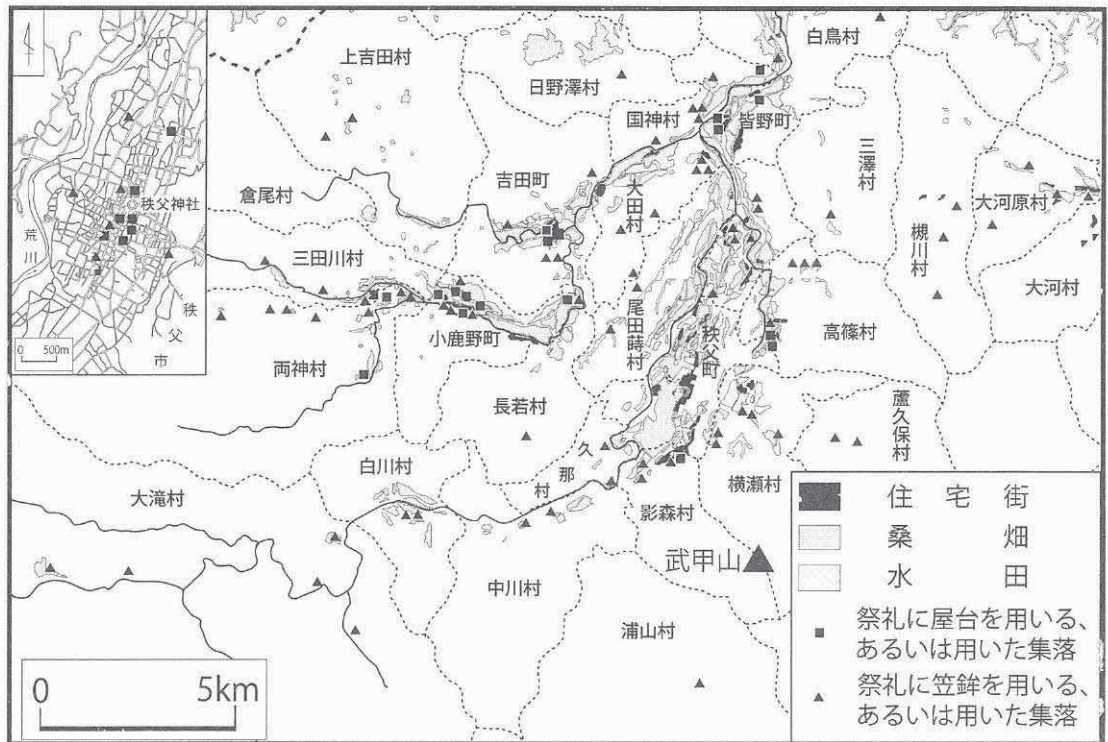 秩父神社
荒川
秩父市
0 500m
上吉田村
日野澤村
白鳥村
国神村
皆野町
三澤村
倉尾村
吉田町
大田村
大河原村
槻川村
三田川村
大河村
小鹿野町
尾田蒔村
秩父町
高篠村
両神村
長若村
蘆久保村
久那村
白川村
横瀬村
大滝村
影森村
武甲山
中川村
浦山村
0 5km
住宅街
桑畑
水田
祭礼に屋台を用いる、
あるいは用いた集落
祭礼に笠鉾を用いる、
あるいは用いた集落